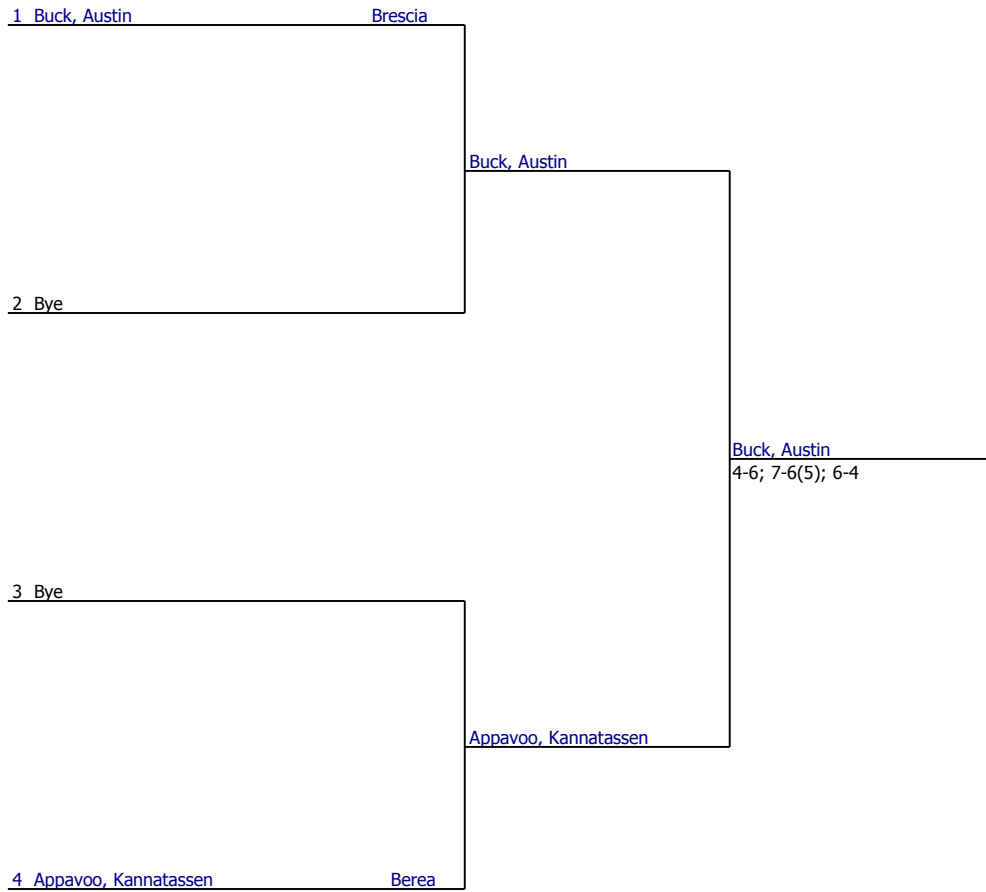 1 Buck, Austin Brescia
Buck, Austin
2 Bye
Buck, Austin
4-6; 7-6(5); 6-4
3 Bye
Appavoo, Kannatassen
4 Appavoo, Kannatassen Berea